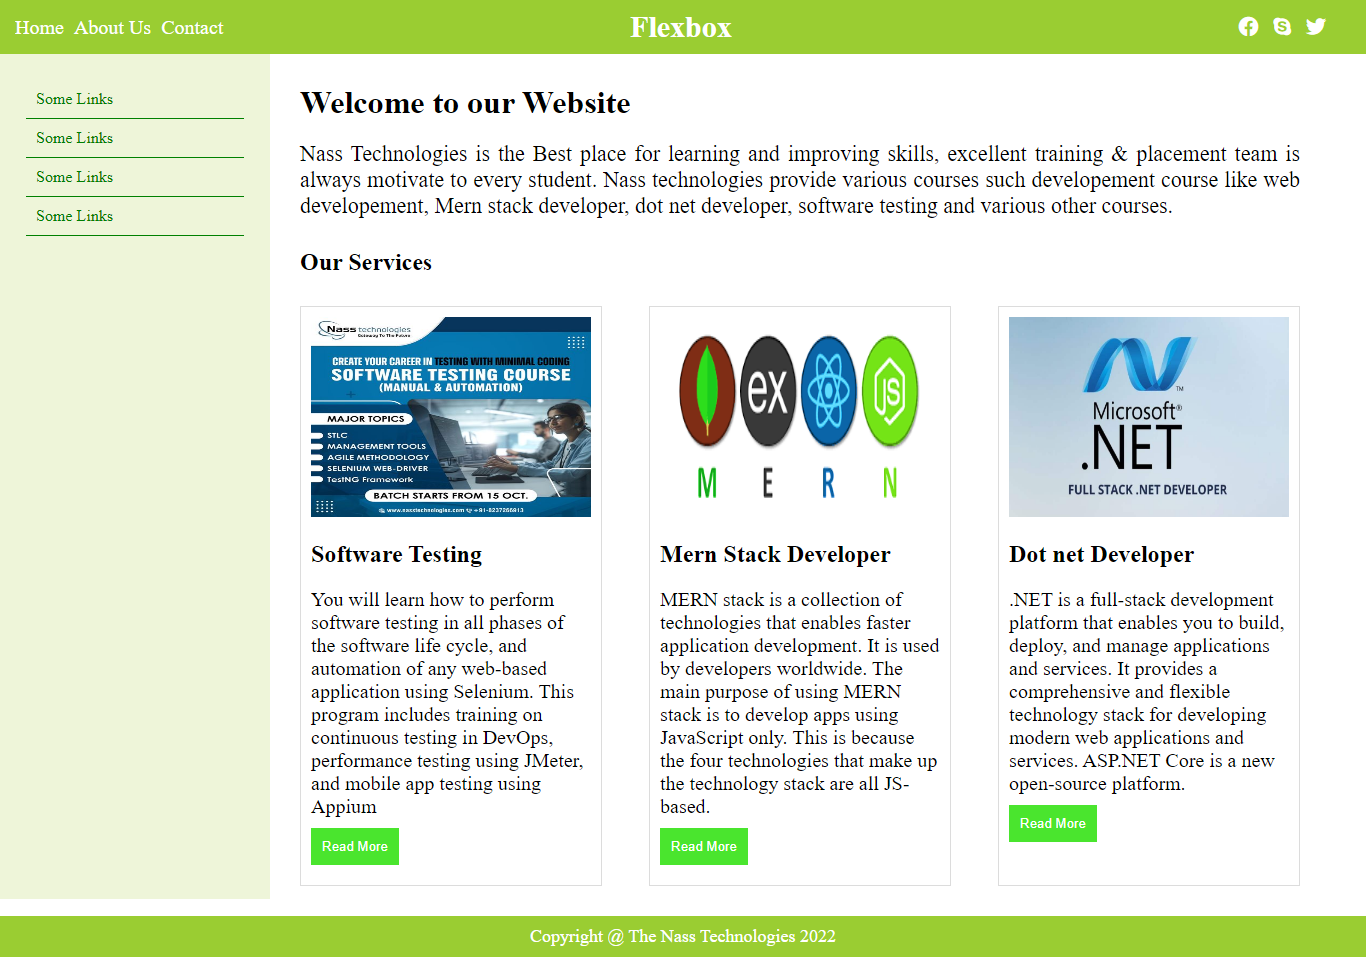 Home About Us Contact
Flexbox
Some Links
Some Links
Some Links
Some Links
Welcome to our Website
Nass Technologies is the Best place for learning and improving skills, excellent training & placement team is
always motivate to every student. Nass technologies provide various courses such developement course like web
developement, Mern stack developer, dot net developer, software testing and various other courses.
Our Services
Nass technologies
Gateway To The Future
CREATE YOUR CAREER IN TESTING WITH MINIMAL CODING
SOFTWARE TESTING COURSE
(MANUAL & AUTOMATION)
MAJOR TOPICS
STLC
MANAGEMENT TOOLS
AGILE METHODOLOGY
SELENIUM WEB-DRIVER
TestNG Framework
BATCH STARTS FROM 15 OCT.
www.nasstechnologies.com +91-8237266913
Software Testing
You will learn how to perform
software testing in all phases of
the software life cycle, and
automation of any web-based
application using Selenium. This
program includes training on
continuous testing in DevOps,
performance testing using JMeter,
and mobile app testing using
Appium
Read More
ex JS
M E R N
Mern Stack Developer
MERN stack is a collection of
technologies that enables faster
application development. It is used
by developers worldwide. The
main purpose of using MERN
stack is to develop apps using
JavaScript only. This is because
the four technologies that make up
the technology stack are all JS-
based.
Read More
TM
Microsoft®
.NET
FULL STACK .NET DEVELOPER
Dot net Developer
.NET is a full-stack development
platform that enables you to build,
deploy, and manage applications
and services. It provides a
comprehensive and flexible
technology stack for developing
modern web applications and
services. ASP.NET Core is a new
open-source platform.
Read More
Copyright @ The Nass Technologies 2022